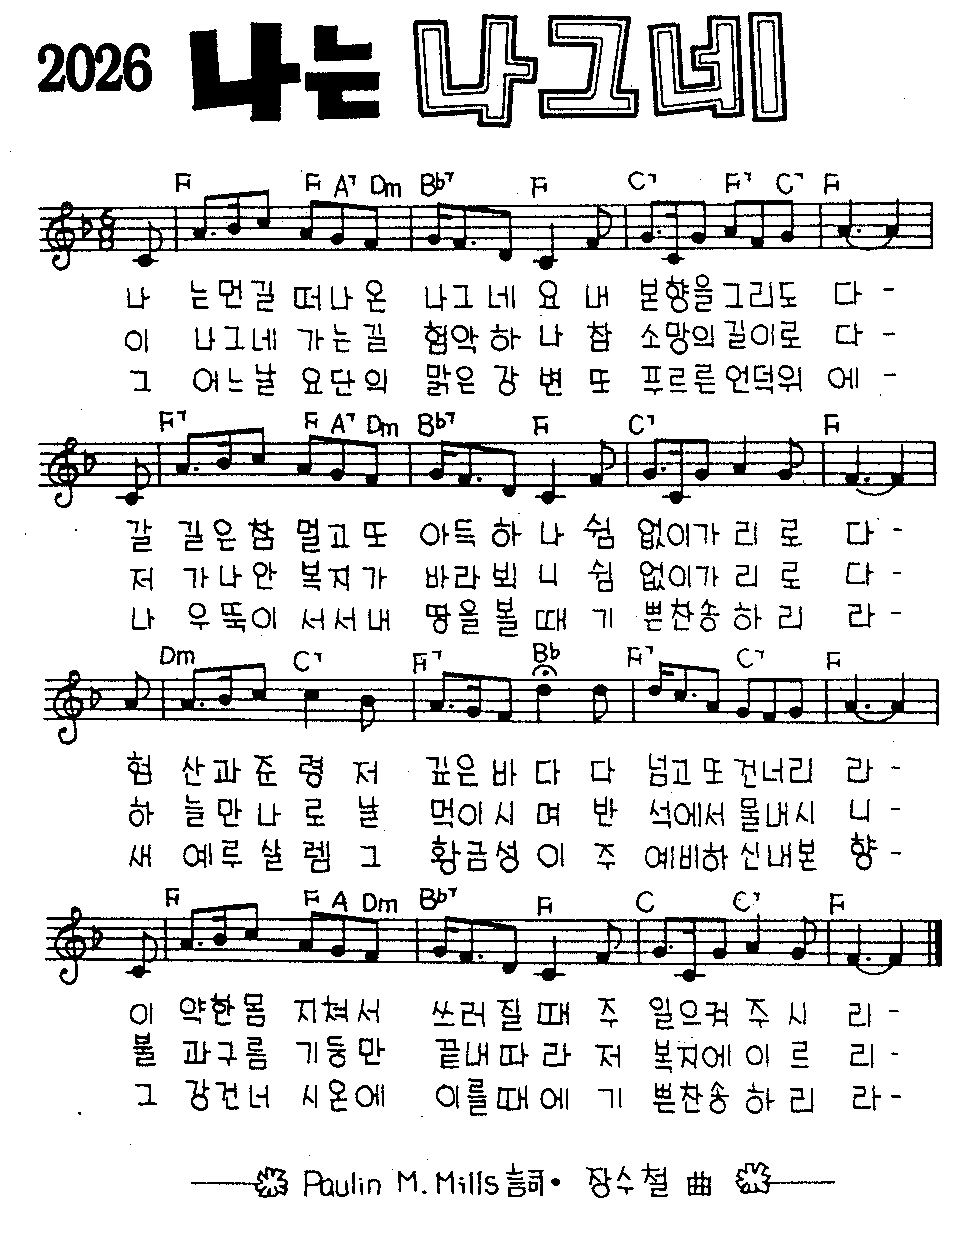 2026 나는 나그네
F F A7 Dm Bb7 F C7 F7 C7 F
나 는먼길 떠나온 나그네 요 내 본향을그리도 다 -
이 나그네 가는길 험악하 나 참 소망의길이로 다 -
그 어느날 요단의 맑은강 변 또 푸르른언덕위 에 -
F7 F A7 Dm Bb7 F C7 F
갈 길은참 멀고또 아득하 나 쉼 없이가 리 로 다 -
저 가나안 복지가 바라뵈 니 쉼 없이가 리 로 다 -
나 우뚝이 서서내 땅을볼 때 기 쁜찬송 하 리 라 -
Dm C7 F7 Bb F7 C7 F
험 산과준 령 저 깊은바 다 다 넘고또건너리 라 -
하 늘만나 로 날 먹이시 며 반 석에서물내시 니 -
새 예루살 렘 그 황금성 이 주 예비하신내본 향 -
F F A Dm Bb7 F C C7 F
이 약한몸 지쳐서 쓰러질 때 주 일으켜 주 시 리 -
불 과구름 기둥만 끝내따 라 저 복지에 이 르 리 -
그 강건너 시온에 이를때 에 기 쁜찬송 하 리 라 -
Paulin M. Mills 詞 • 장수철 曲